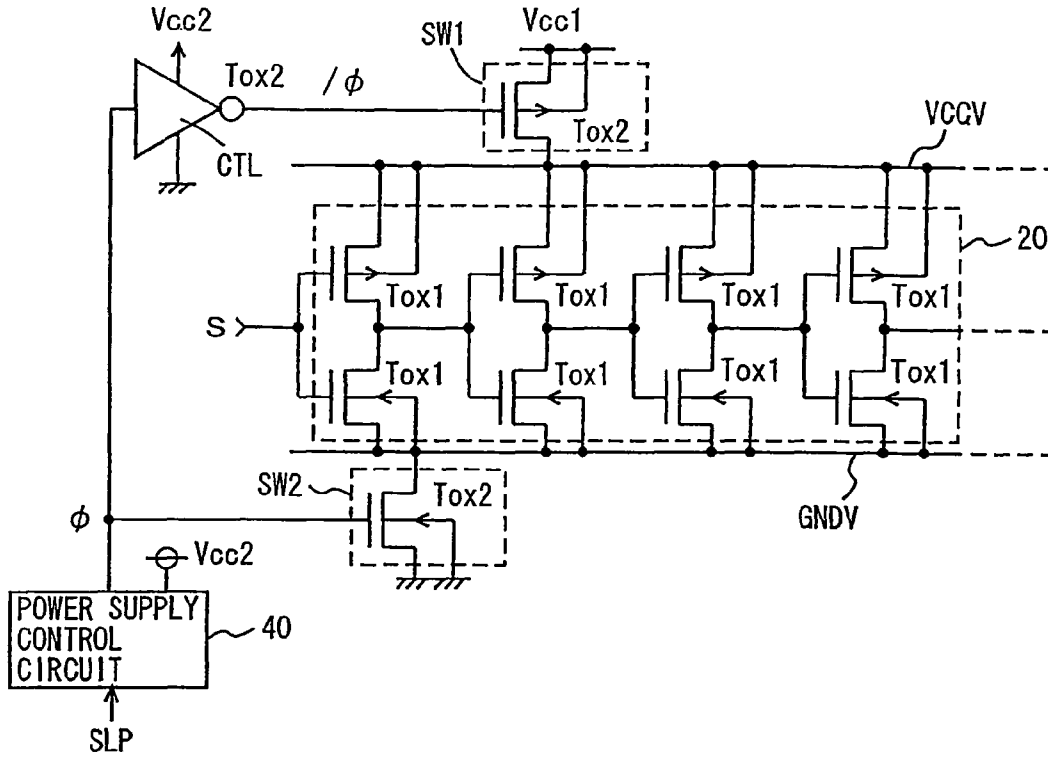 Vcc2
Vcc1
SW1
Tox2
/φ
Tox2
CTL
VCCV
20
Tox1
Tox1
Tox1
Tox1
S
Tox1
Tox1
Tox1
Tox1
SW2
Tox2
GNDV
φ
Vcc2
POWER SUPPLY
CONTROL
CIRCUIT
40
SLP